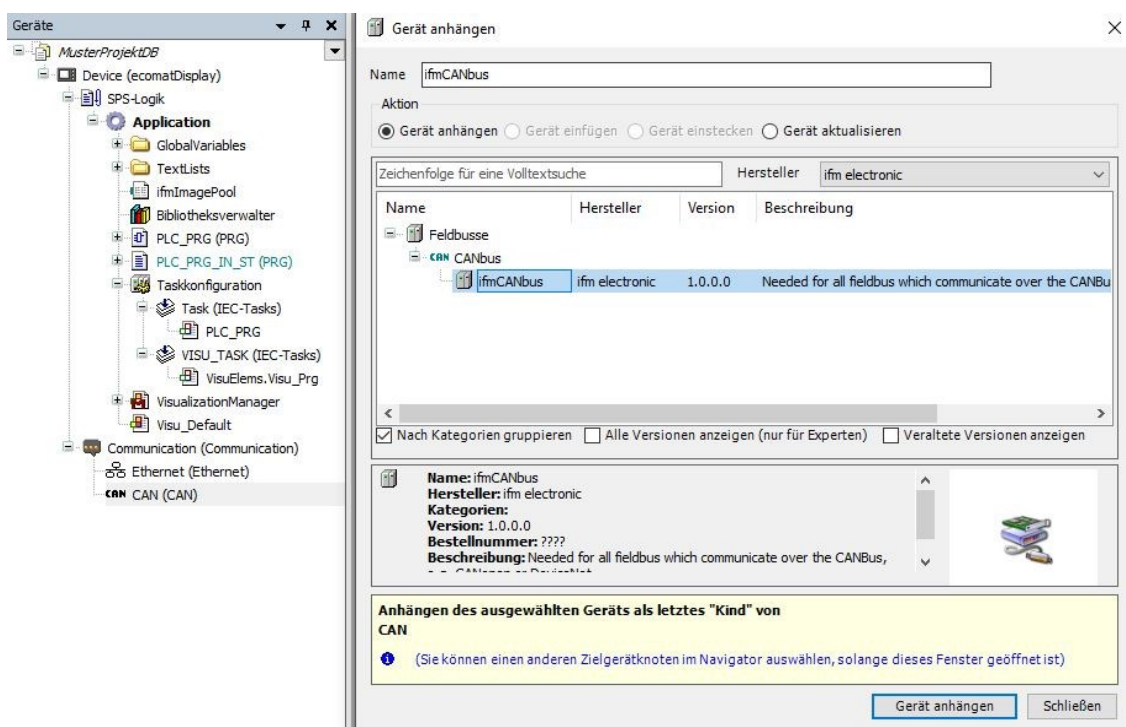 Geräte
MusterProjektDB
Device (ecomatDisplay)
SPS-Logik
Application
GlobalVariables
TextLists
ifmImagePool
Bibliotheksverwalter
PLC_PRG (PRG)
PLC_PRG_IN_ST (PRG)
Taskkonfiguration
Task (IEC-Tasks)
PLC_PRG
VISU_TASK (IEC-Tasks)
VisuElems.Visu_Prg
VisualizationManager
Visu_Default
Communication (Communication)
Ethernet (Ethernet)
CAN CAN (CAN)
Gerät anhängen
Name ifmCANbus
Aktion
Gerät anhängen Gerät einfügen Gerät einstecken Gerät aktualisieren
Zeichenfolge für eine Volltextsuche Hersteller ifm electronic
Name Hersteller Version Beschreibung
Feldbusse
CAN CANbus
ifmCANbus ifm electronic 1.0.0.0 Needed for all fieldbus which communicate over the CANBu
Nach Kategorien gruppieren Alle Versionen anzeigen (nur für Experten) Veraltete Versionen anzeigen
Name: ifmCANbus
Hersteller: ifm electronic
Kategorien:
Version: 1.0.0.0
Bestellnummer: ????
Beschreibung: Needed for all fieldbus which communicate over the CANBus,
Anhängen des ausgewählten Geräts als letztes "Kind" von
CAN
(Sie können einen anderen Zielgerätknoten im Navigator auswählen, solange dieses Fenster geöffnet ist)
Gerät anhängen Schließen